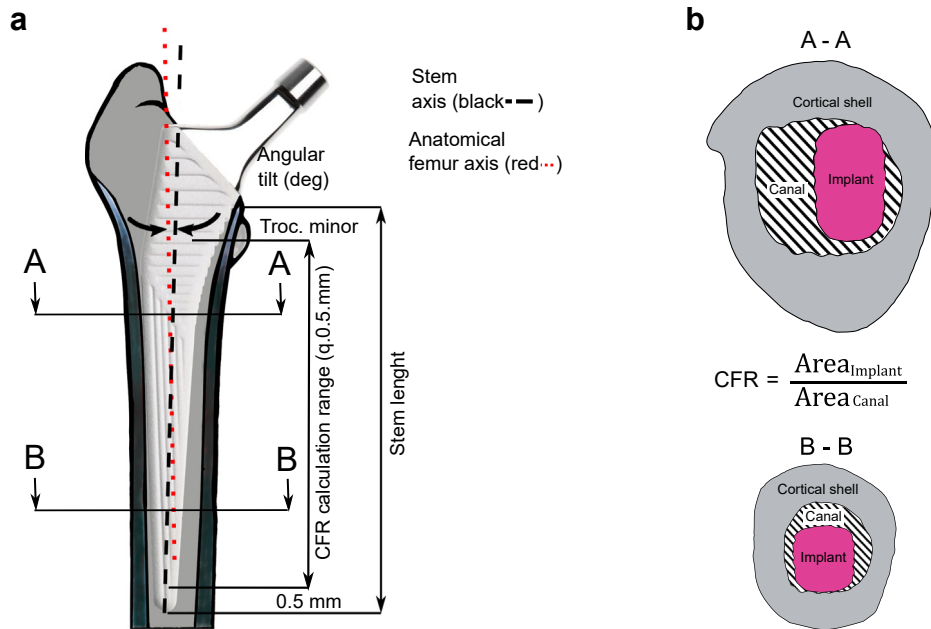 a
Stem
axis (black )
Anatomical
femur axis (red )
Angular
tilt (deg)
Troc. minor
A
A
B
B
CFR calculation range (q.0.5.mm)
Stem lenght
0.5 mm
b
A - A
Cortical shell
Canal
Implant
CFR = Area Implant / Area Canal
B - B
Cortical shell
Canal
Implant